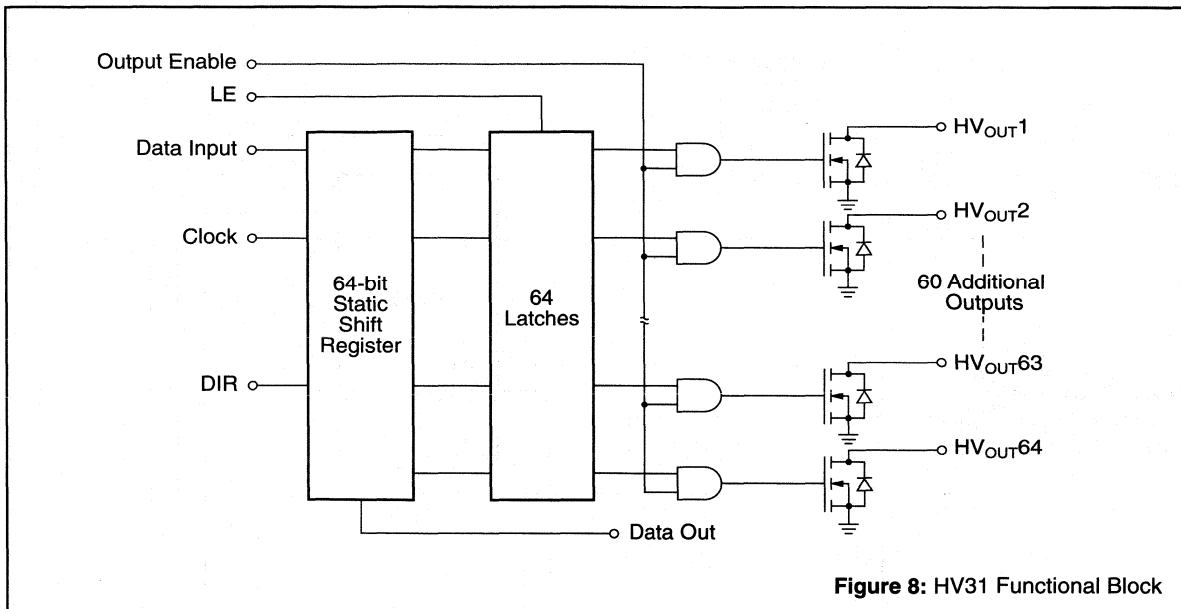 Output Enable
LE
Data Input
Clock
DIR
64-bit
Static
Shift
Register
64
Latches
Data Out
HVOUT1
HVOUT2
60 Additional
Outputs
HVOUT63
HVOUT64
Figure 8: HV31 Functional Block